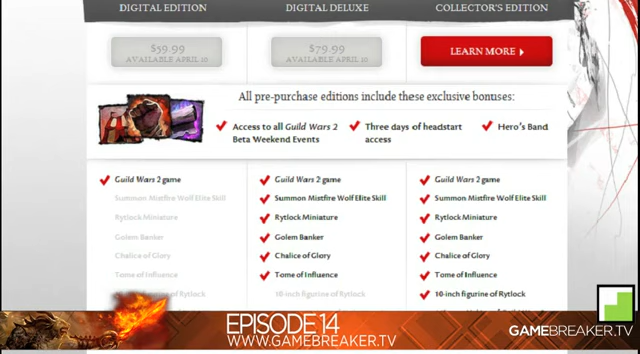 DIGITAL EDITION
DIGITAL DELUXE
COLLECTOR'S EDITION
$59.99
AVAILABLE APRIL 10
$79.99
AVAILABLE APRIL 10
LEARN MORE
All pre-purchase editions include these exclusive bonuses:
Access to all Guild Wars 2
Beta Weekend Events
Three days of headstart
access
Hero's Band
Guild Wars 2 game
Summon Mistfire Wolf Elite Skill
Rytlock Miniature
Golem Banker
Chalice of Glory
Tome of Influence
figurine of Rytlock
Guild Wars 2 game
Summon Mistfire Wolf Elite Skill
Rytlock Miniature
Golem Banker
Chalice of Glory
Tome of Influence
10-inch figurine of Rytlock
Guild Wars 2 game
Summon Mistfire Wolf Elite Skill
Rytlock Miniature
Golem Banker
Chalice of Glory
Tome of Influence
10-inch figurine of Rytlock
EPISODE 14
WWW.GAMEBREAKER.TV
GAMEBREAKER.TV